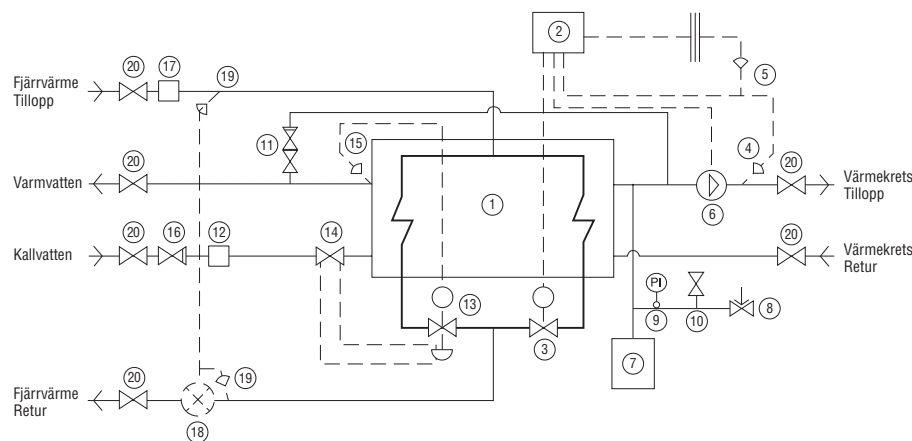 2
20
17
19
5
Fjärrvärme
Tillopp
11
15
4
20
Varmvatten
20
1
6
Värmekrets
Tillopp
Kallvatten
20
16
12
14
20
Värmekrets
Retur
13
3
PI
9
10
8
7
Fjärrvärme
Retur
20
19
18